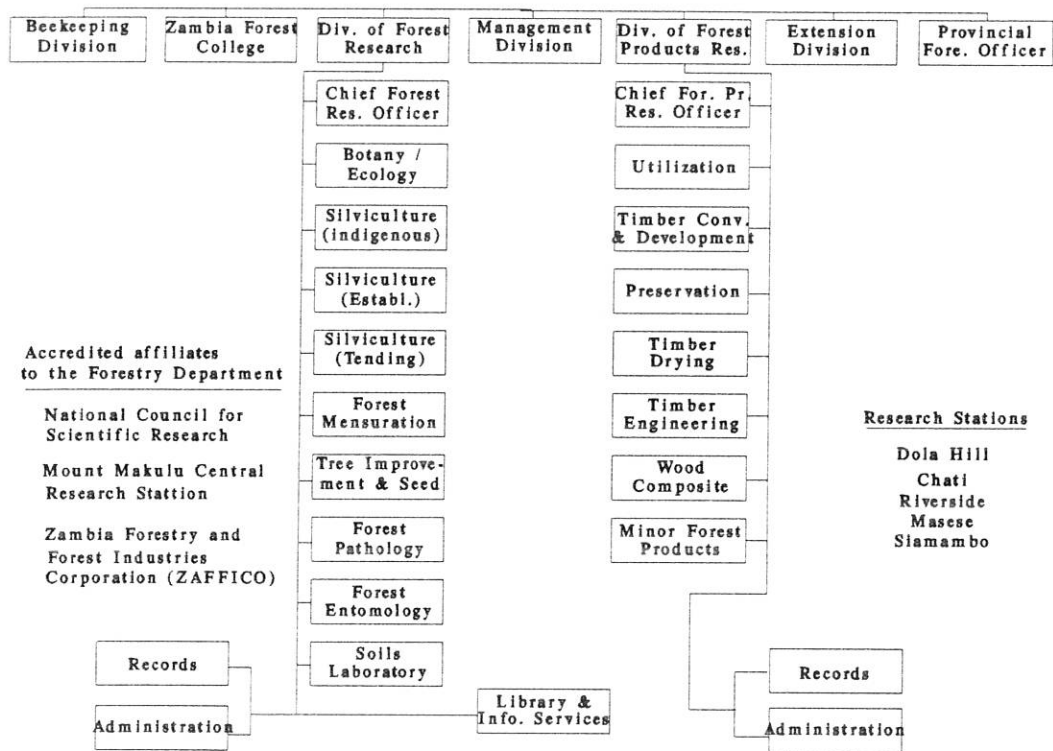 Beekeeping
Division
Zambia Forest
College
Div. of Forest
Research
Management
Division
Div. of Forest
Products Res.
Extension
Division
Provincial
Fore. Officer
Chief Forest
Res. Officer
Botany /
Ecology
Silviculture
(indigenous)
Silviculture
(Establ.)
Silviculture
(Tending)
Forest
Mensuration
Tree Improve-
ment & Seed
Forest
Pathology
Forest
Entomology
Soils
Laboratory
Chief For. Pr.
Res. Officer
Utilization
Timber Conv.
& Development
Preservation
Timber
Drying
Timber
Engineering
Wood
Composite
Minor Forest
Products
Accredited affiliates
to the Forestry Department
National Council for
Scientific Research
Mount Makulu Central
Research Stattion
Zambia Forestry and
Forest Industries
Corporation (ZAFFICO)
Research Stations
Dola Hill
Chati
Riverside
Masese
Siamambo
Records
Administration
Library &
Info. Services
Records
Administration